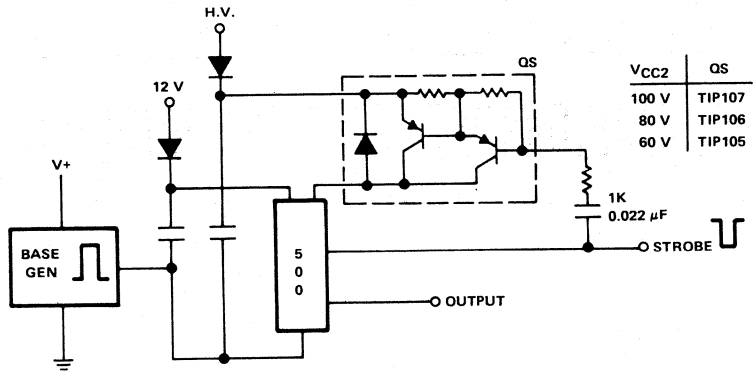 H.V.
12 V
V+
BASE
GEN
QS
5
0
0
1K
0.022 µF
STROBE
OUTPUT
VCC2 QS
100 V TIP107
80 V TIP106
60 V TIP105